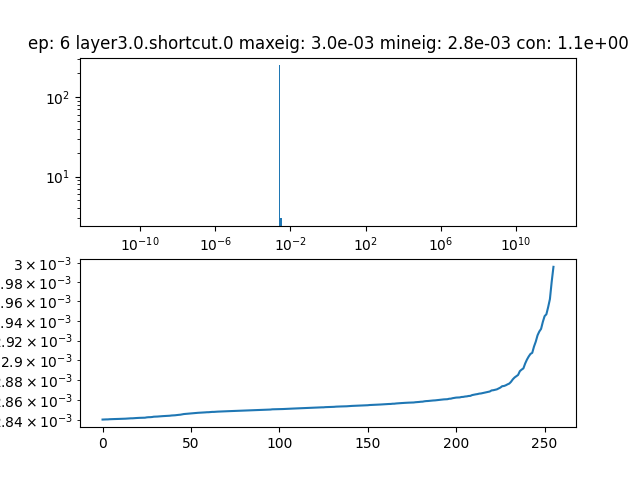 ep: 6 layer3.0.shortcut.0 maxeig: 3.0e-03 mineig: 2.8e-03 con: 1.1e+00
10²
10¹
10⁻¹⁰ 10⁻⁶ 10⁻² 10² 10⁶ 10¹⁰
3 × 10⁻³
.98 × 10⁻³
.96 × 10⁻³
.94 × 10⁻³
.92 × 10⁻³
2.9 × 10⁻³
.88 × 10⁻³
.86 × 10⁻³
.84 × 10⁻³
0 50 100 150 200 250